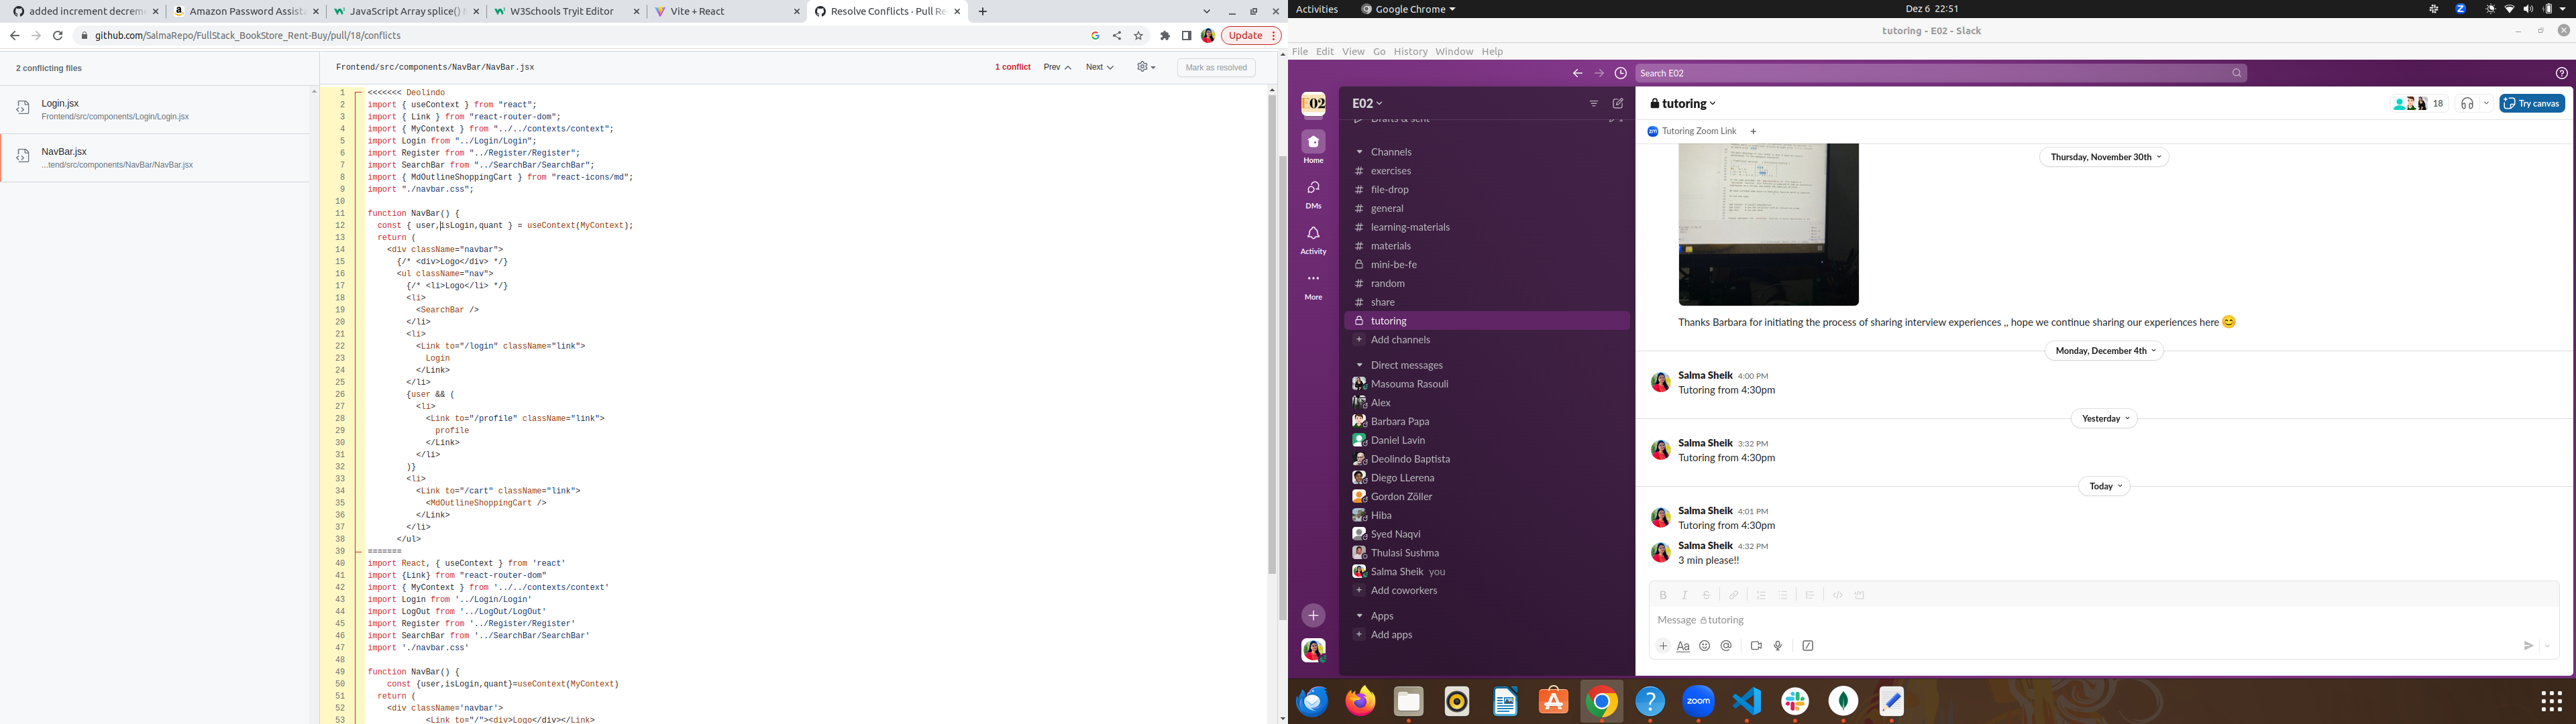 added increment decreme
Amazon Password Assista
JavaScript Array splice() M
W3Schools Tryit Editor
Vite + React
Resolve Conflicts · Pull Re
github.com/SalmaRepo/FullStack_BookStore_Rent-Buy/pull/18/conflicts
Update
2 conflicting files
Login.jsx
Frontend/src/components/Login/Login.jsx
NavBar.jsx
...tend/src/components/NavBar/NavBar.jsx
Frontend/src/components/NavBar/NavBar.jsx
1 conflict
Prev
Next
Mark as resolved
1 <<<<<<< Deolindo
2 import { useContext } from "react";
3 import { Link } from "react-router-dom";
4 import { MyContext } from "../../contexts/context";
5 import Login from "../Login/Login";
6 import Register from "../Register/Register";
7 import SearchBar from "../SearchBar/SearchBar";
8 import { MdOutlineShoppingCart } from "react-icons/md";
9 import "./navbar.css";
10
11 function NavBar() {
12 const { user,isLogin,quant } = useContext(MyContext);
13 return (
14 <div className="navbar">
15 {/* <div>Logo</div> */}
16 <ul className="nav">
17 {/* <li>Logo</li> */}
18 <li>
19 <SearchBar />
20 </li>
21 <li>
22 <Link to="/login" className="link">
23 Login
24 </Link>
25 </li>
26 {user && (
27 <li>
28 <Link to="/profile" className="link">
29 profile
30 </Link>
31 </li>
32 )}
33 <li>
34 <Link to="/cart" className="link">
35 <MdOutlineShoppingCart />
36 </Link>
37 </li>
38 </ul>
39 =======
40 import React, { useContext } from 'react'
41 import {Link} from "react-router-dom"
42 import { MyContext } from '../../contexts/context'
43 import Login from '../Login/Login'
44 import LogOut from '../LogOut/LogOut'
45 import Register from '../Register/Register'
46 import SearchBar from '../SearchBar/SearchBar'
47 import './navbar.css'
48
49 function NavBar() {
50 const {user,isLogin,quant}=useContext(MyContext)
51 return (
52 <div className='navbar'>
53 <Link to="/"><div>Logo</div></Link>
Activities
Google Chrome
Dez 6 22:51
tutoring - E02 - Slack
File Edit View Go History Window Help
Search E02
E02
Home
DMs
Activity
More
E02
Drafts & sent
Channels
exercises
file-drop
general
learning-materials
materials
mini-be-fe
random
share
tutoring
Add channels
Direct messages
Masouma Rasouli
Alex
Barbara Papa
Daniel Lavin
Deolindo Baptista
Diego LLerena
Gordon Zöller
Hiba
Syed Naqvi
Thulasi Sushma
Salma Sheik you
Add coworkers
Apps
Add apps
tutoring
18
Try canvas
Tutoring Zoom Link
Thursday, November 30th
Thanks Barbara for initiating the process of sharing interview experiences ,, hope we continue sharing our experiences here 😊
Monday, December 4th
Salma Sheik 4:00 PM
Tutoring from 4:30pm
Yesterday
Salma Sheik 3:32 PM
Tutoring from 4:30pm
Today
Salma Sheik 4:01 PM
Tutoring from 4:30pm
Salma Sheik 4:32 PM
3 min please!!
Message tutoring
Aa
zoom